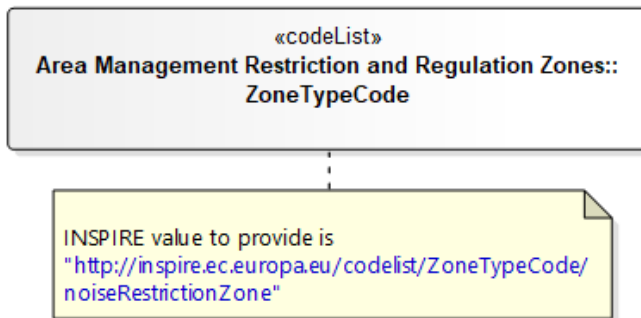 «codeList»
Area Management Restriction and Regulation Zones::
ZoneTypeCode
INSPIRE value to provide is
"http://inspire.ec.europa.eu/codelist/ZoneTypeCode/
noiseRestrictionZone"